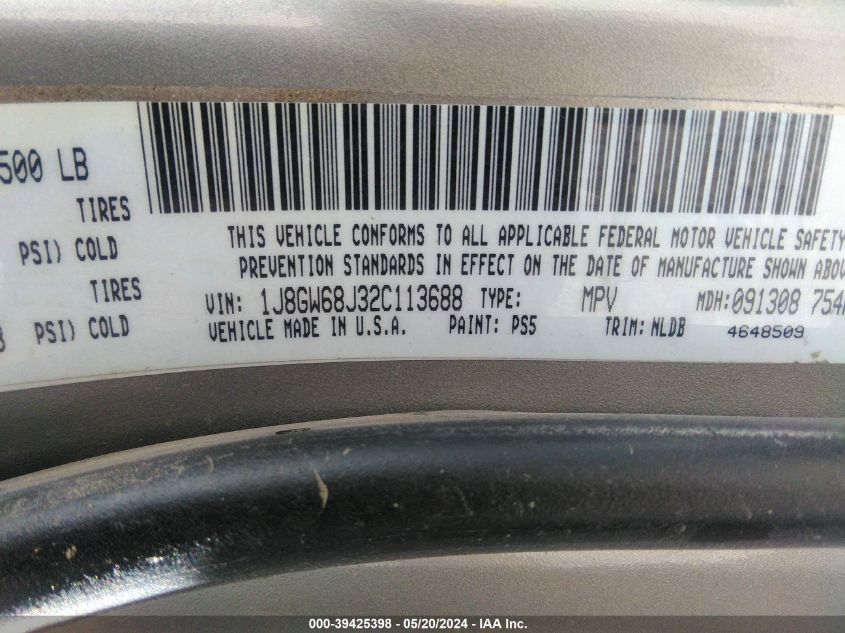 500 LB
TIRES
PSI) COLD
TIRES
PSI) COLD
THIS VEHICLE CONFORMS TO ALL APPLICABLE FEDERAL MOTOR VEHICLE SAFETY
PREVENTION STANDARDS IN EFFECT ON THE DATE OF MANUFACTURE SHOWN ABOV
VIN: 1J8GW68J32C113688 TYPE: MPV MDH:091308 754
VEHICLE MADE IN U.S.A. PAINT: PS5 TRIM: NLDB 4648509
000-39425398 - 05/20/2024 - IAA Inc.